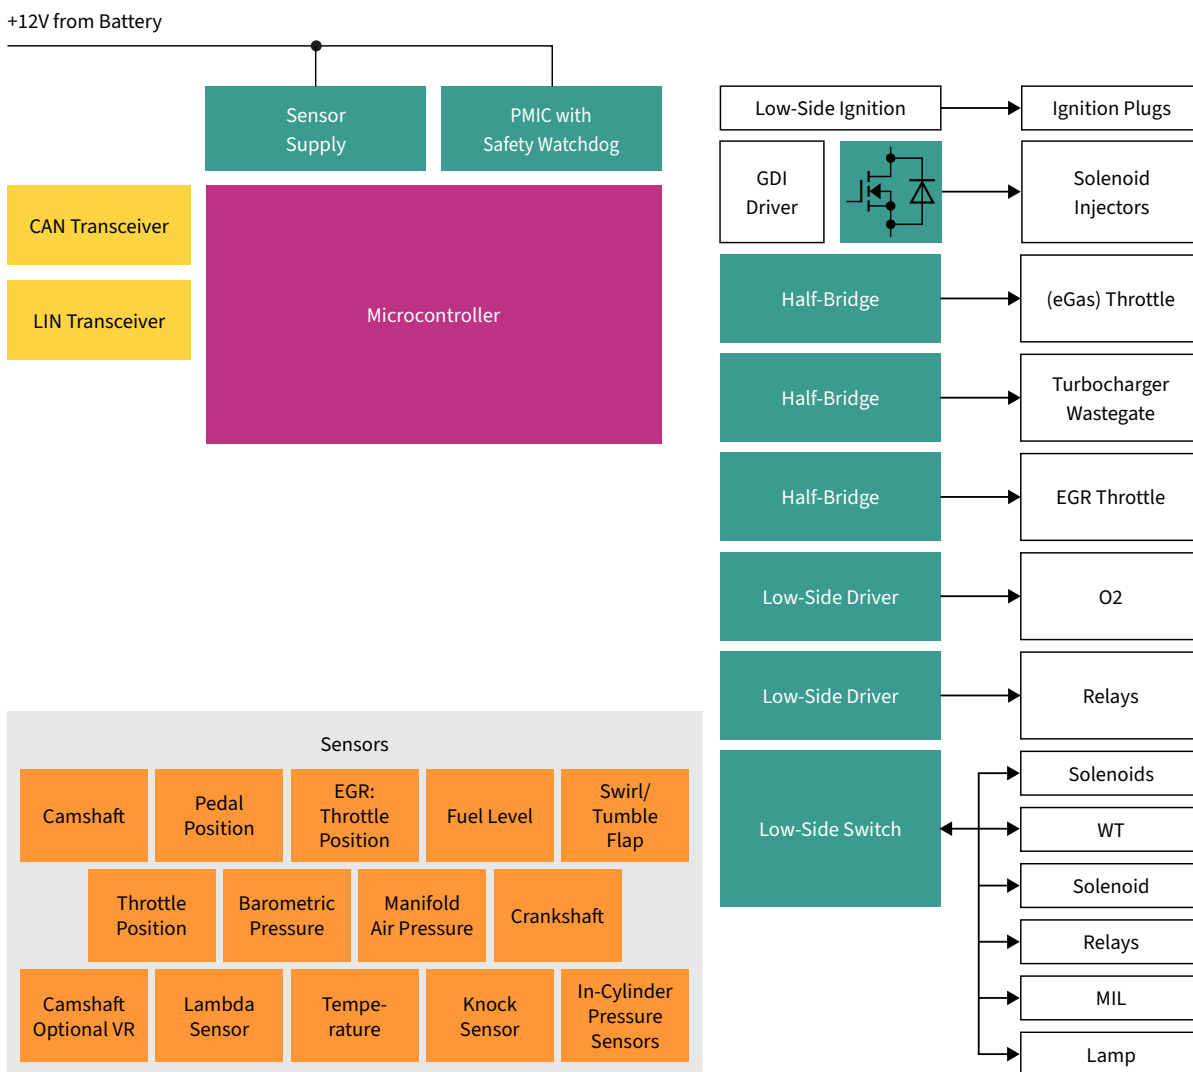 +12V from Battery
Sensor
Supply
PMIC with
Safety Watchdog
CAN Transceiver
LIN Transceiver
Microcontroller
Low-Side Ignition
Ignition Plugs
GDI
Driver
Solenoid
Injectors
Half-Bridge
(eGas) Throttle
Half-Bridge
Turbocharger
Wastegate
Half-Bridge
EGR Throttle
Low-Side Driver
O2
Low-Side Driver
Relays
Low-Side Switch
Solenoids
WT
Solenoid
Relays
MIL
Lamp
Sensors
Camshaft
Pedal
Position
EGR:
Throttle
Position
Fuel Level
Swirl/
Tumble
Flap
Throttle
Position
Barometric
Pressure
Manifold
Air Pressure
Crankshaft
Camshaft
Optional VR
Lambda
Sensor
Tempe-
rature
Knock
Sensor
In-Cylinder
Pressure
Sensors